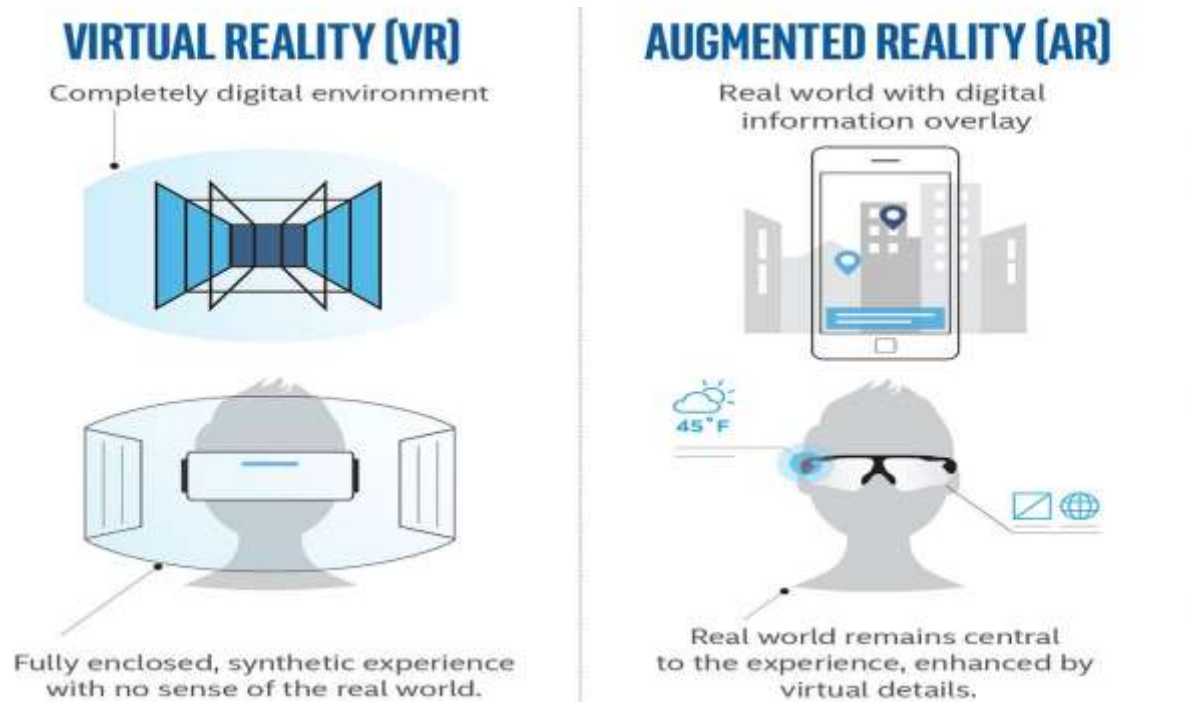 VIRTUAL REALITY (VR)
Completely digital environment
Fully enclosed, synthetic experience
with no sense of the real world.
AUGMENTED REALITY (AR)
Real world with digital
information overlay
45°F
Real world remains central
to the experience, enhanced by
virtual details.